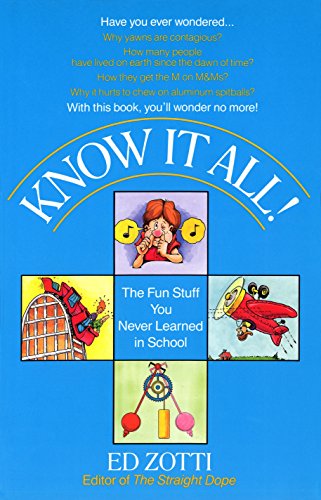 Have you ever wondered...
Why yawns are contagious?
How many people
have lived on earth since the dawn of time?
How they get the M on M&Ms?
Why it hurts to chew on aluminum spitballs?
With this book, you'll wonder no more!
KNOW IT ALL!
The Fun Stuff
You
Never Learned
in School
ED ZOTTI
Editor of The Straight Dope